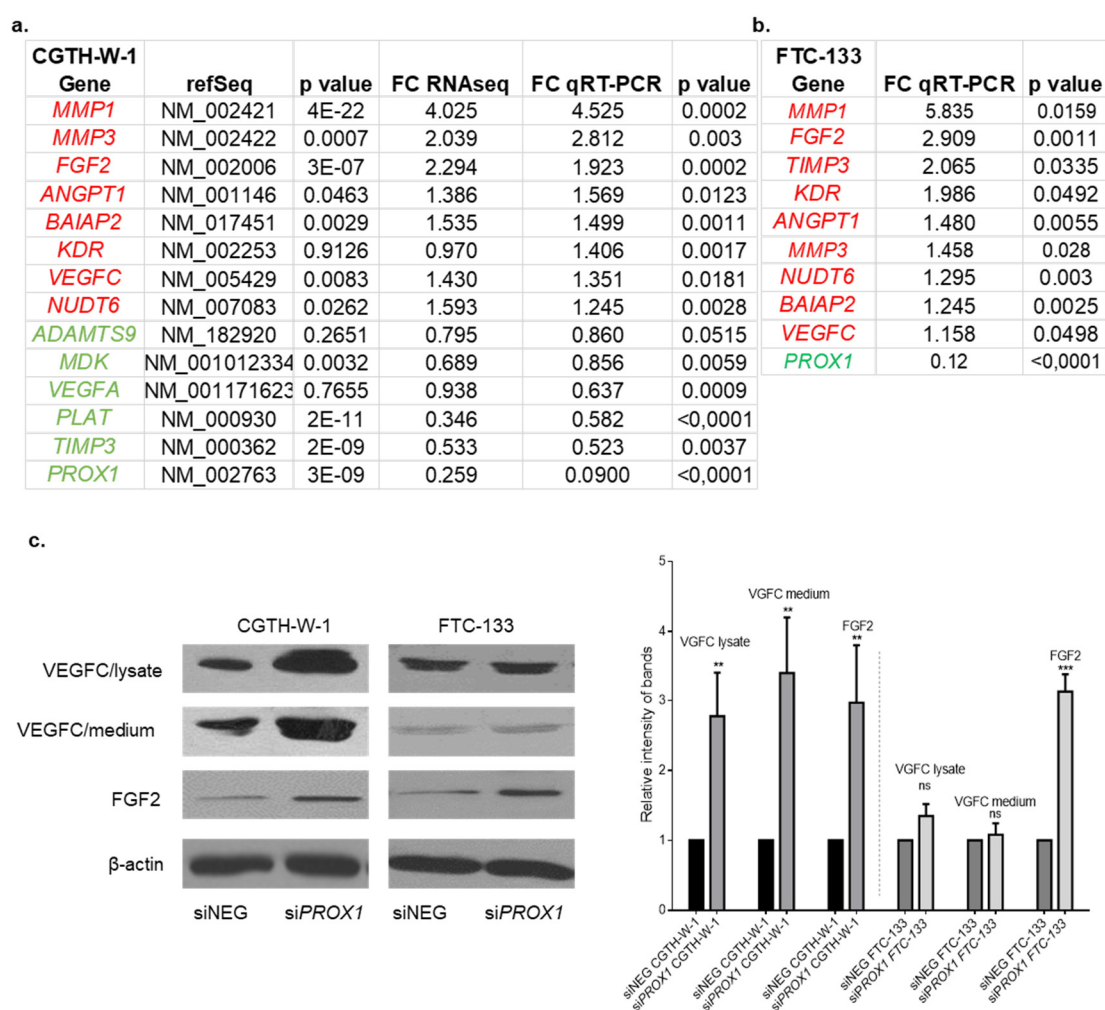 a.
CGTH-W-1
Gene refSeq p value FC RNAseq FC qRT-PCR p value
MMP1 NM_002421 4E-22 4.025 4.525 0.0002
MMP3 NM_002422 0.0007 2.039 2.812 0.003
FGF2 NM_002006 3E-07 2.294 1.923 0.0002
ANGPT1 NM_001146 0.0463 1.386 1.569 0.0123
BAIAP2 NM_017451 0.0029 1.535 1.499 0.0011
KDR NM_002253 0.9126 0.970 1.406 0.0017
VEGFC NM_005429 0.0083 1.430 1.351 0.0181
NUDT6 NM_007083 0.0262 1.593 1.245 0.0028
ADAMTS9 NM_182920 0.2651 0.795 0.860 0.0515
MDK NM_001012334 0.0032 0.689 0.856 0.0059
VEGFA NM_001171623 0.7655 0.938 0.637 0.0009
PLAT NM_000930 2E-11 0.346 0.582 <0,0001
TIMP3 NM_000362 2E-09 0.533 0.523 0.0037
PROX1 NM_002763 3E-09 0.259 0.0900 <0,0001
b.
FTC-133
Gene FC qRT-PCR p value
MMP1 5.835 0.0159
FGF2 2.909 0.0011
TIMP3 2.065 0.0335
KDR 1.986 0.0492
ANGPT1 1.480 0.0055
MMP3 1.458 0.028
NUDT6 1.295 0.003
BAIAP2 1.245 0.0025
VEGFC 1.158 0.0498
PROX1 0.12 <0,0001
c.
CGTH-W-1 FTC-133
VEGFC/lysate
VEGFC/medium
FGF2
β-actin
siNEG siPROX1 siNEG siPROX1
Relative intensity of bands
5
4
3
2
1
0
VGFC lysate
**
VGFC medium
**
FGF2
**
VGFC lysate
ns
VGFC medium
ns
FGF2
***
siNEG CGTH-W-1
siPROX1 CGTH-W-1
siNEG CGTH-W-1
siPROX1 CGTH-W-1
siNEG CGTH-W-1
siPROX1 CGTH-W-1
siNEG FTC-133
siPROX1 FTC-133
siNEG FTC-133
siPROX1 FTC-133
siNEG FTC-133
siPROX1 FTC-133